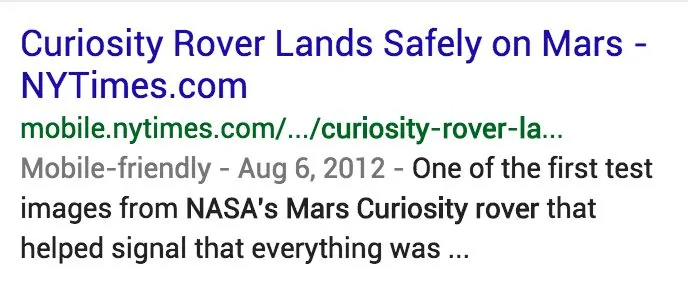 Curiosity Rover Lands Safely on Mars -
NYTimes.com
mobile.nytimes.com/.../curiosity-rover-la...
Mobile-friendly - Aug 6, 2012 - One of the first test
images from NASA's Mars Curiosity rover that
helped signal that everything was ...